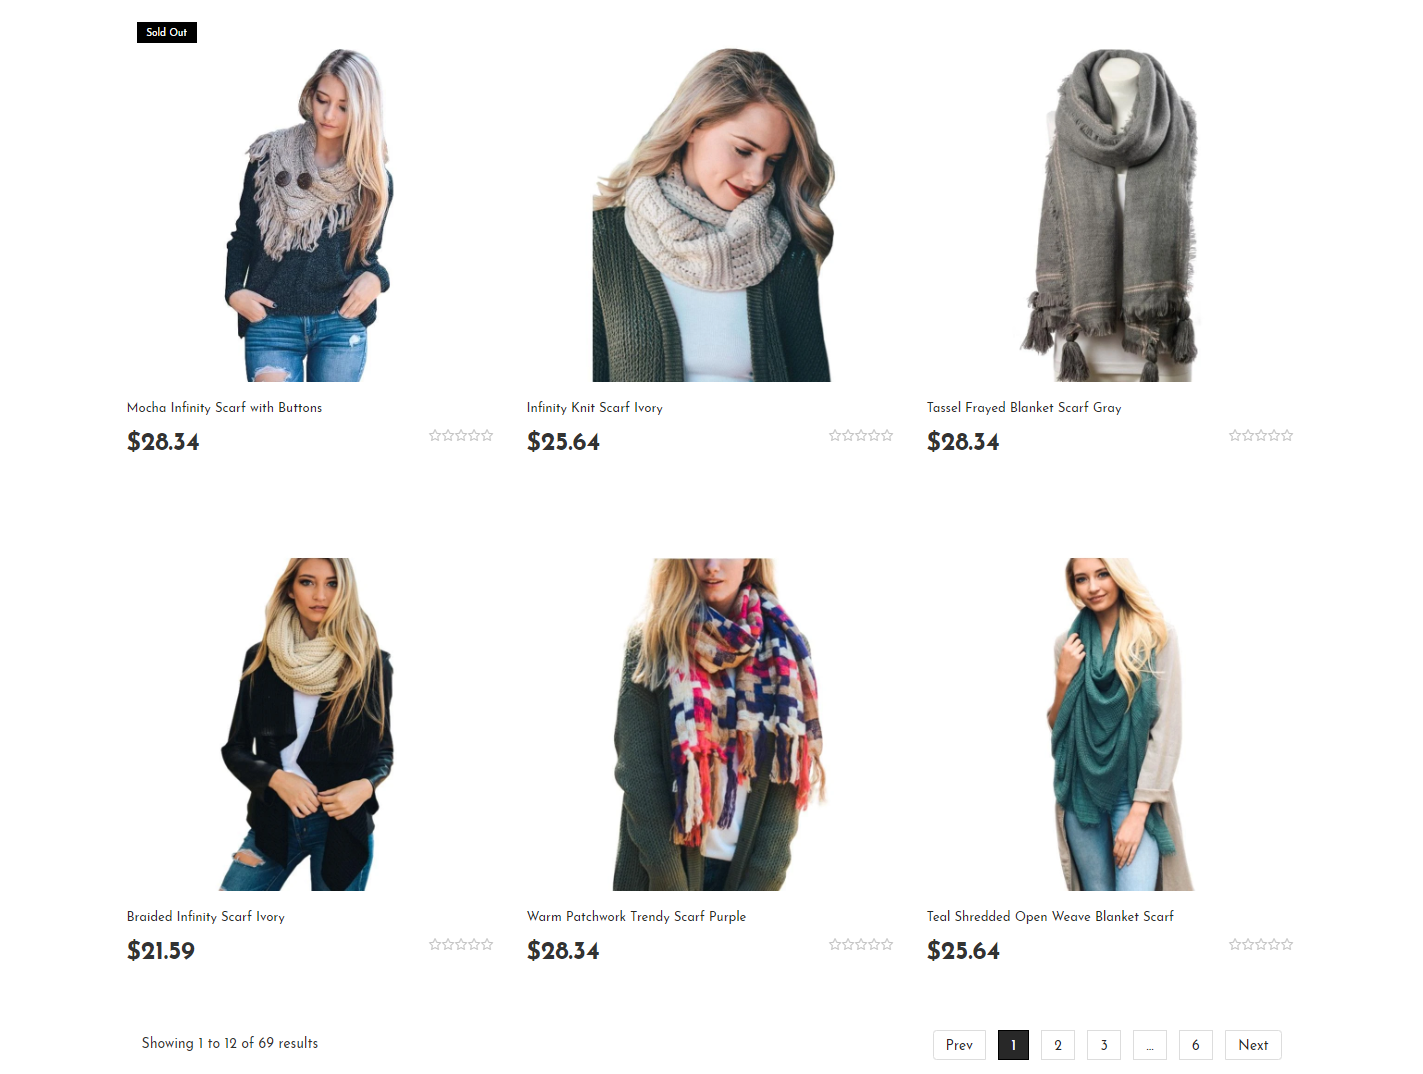 Sold Out
Mocha Infinity Scarf with Buttons
$28.34
Infinity Knit Scarf Ivory
$25.64
Tassel Frayed Blanket Scarf Gray
$28.34
Braided Infinity Scarf Ivory
$21.59
Warm Patchwork Trendy Scarf Purple
$28.34
Teal Shredded Open Weave Blanket Scarf
$25.64
Showing 1 to 12 of 69 results
Prev 1 2 3 ... 6 Next